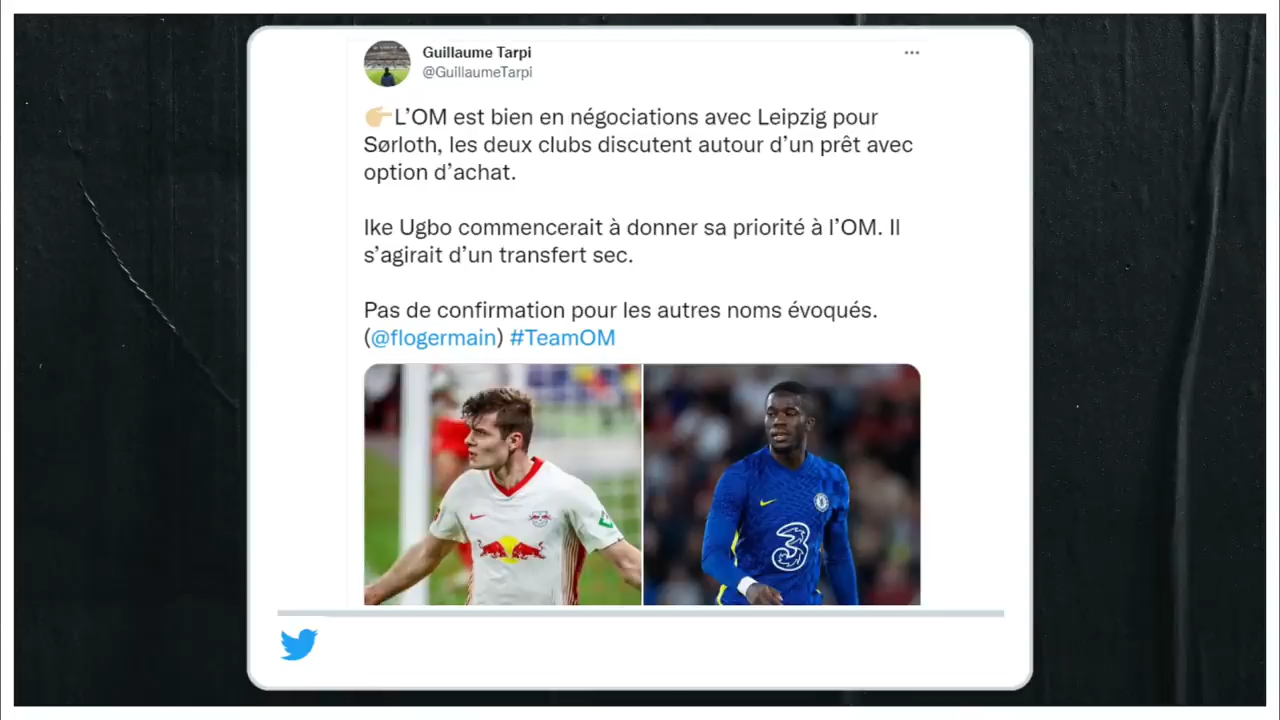 Guillaume Tarpi
@GuillaumeTarpi
👉🏼L’OM est bien en négociations avec Leipzig pour
Sørloth, les deux clubs discutent autour d’un prêt avec
option d’achat.
Ike Ugbo commencerait à donner sa priorité à l’OM. Il
s’agirait d’un transfert sec.
Pas de confirmation pour les autres noms évoqués.
(@flogermain) #TeamOM
3